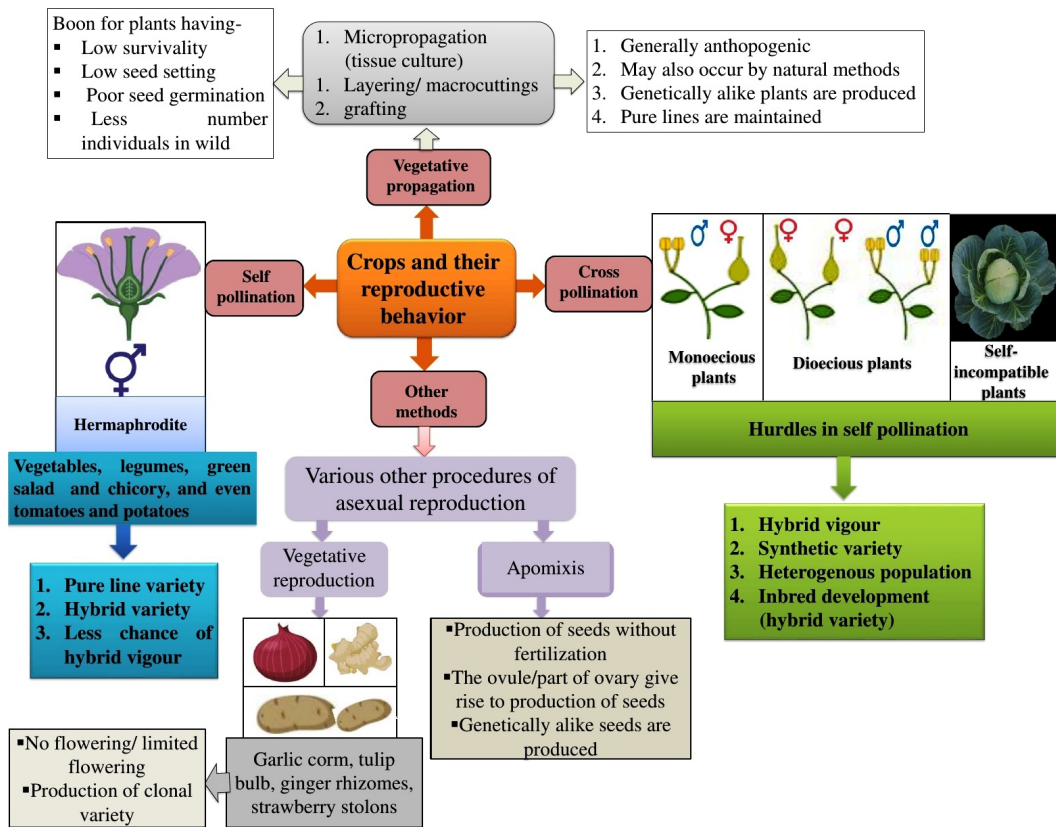 Boon for plants having-
▪ Low survivality
▪ Low seed setting
▪ Poor seed germination
▪ Less number
individuals in wild
1. Micropropagation
(tissue culture)
1. Layering/ macrocuttings
2. grafting
1. Generally anthopogenic
2. May also occur by natural methods
3. Genetically alike plants are produced
4. Pure lines are maintained
Vegetative
propagation
Self
pollination
Crops and their
reproductive
behavior
Cross
pollination
Other
methods
Hermaphrodite
Vegetables, legumes, green
salad and chicory, and even
tomatoes and potatoes
1. Pure line variety
2. Hybrid variety
3. Less chance of
hybrid vigour
Monoecious
plants
Dioecious plants
Self-
incompatible
plants
Hurdles in self pollination
1. Hybrid vigour
2. Synthetic variety
3. Heterogenous population
4. Inbred development
(hybrid variety)
Various other procedures of
asexual reproduction
Vegetative
reproduction
Apomixis
▪Production of seeds without
fertilization
▪The ovule/part of ovary give
rise to production of seeds
▪Genetically alike seeds are
produced
Garlic corm, tulip
bulb, ginger rhizomes,
strawberry stolons
▪No flowering/ limited
flowering
▪Production of clonal
variety